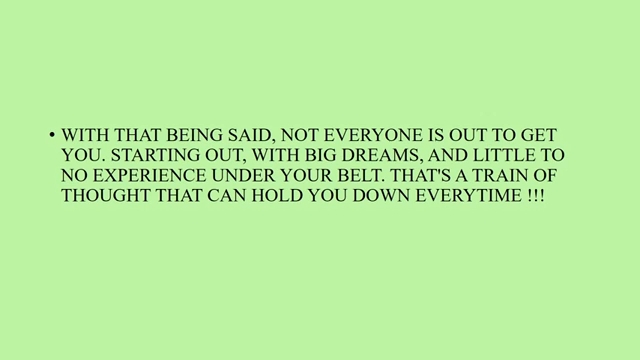 • WITH THAT BEING SAID, NOT EVERYONE IS OUT TO GET
YOU. STARTING OUT, WITH BIG DREAMS, AND LITTLE TO
NO EXPERIENCE UNDER YOUR BELT. THAT'S A TRAIN OF
THOUGHT THAT CAN HOLD YOU DOWN EVERYTIME !!!